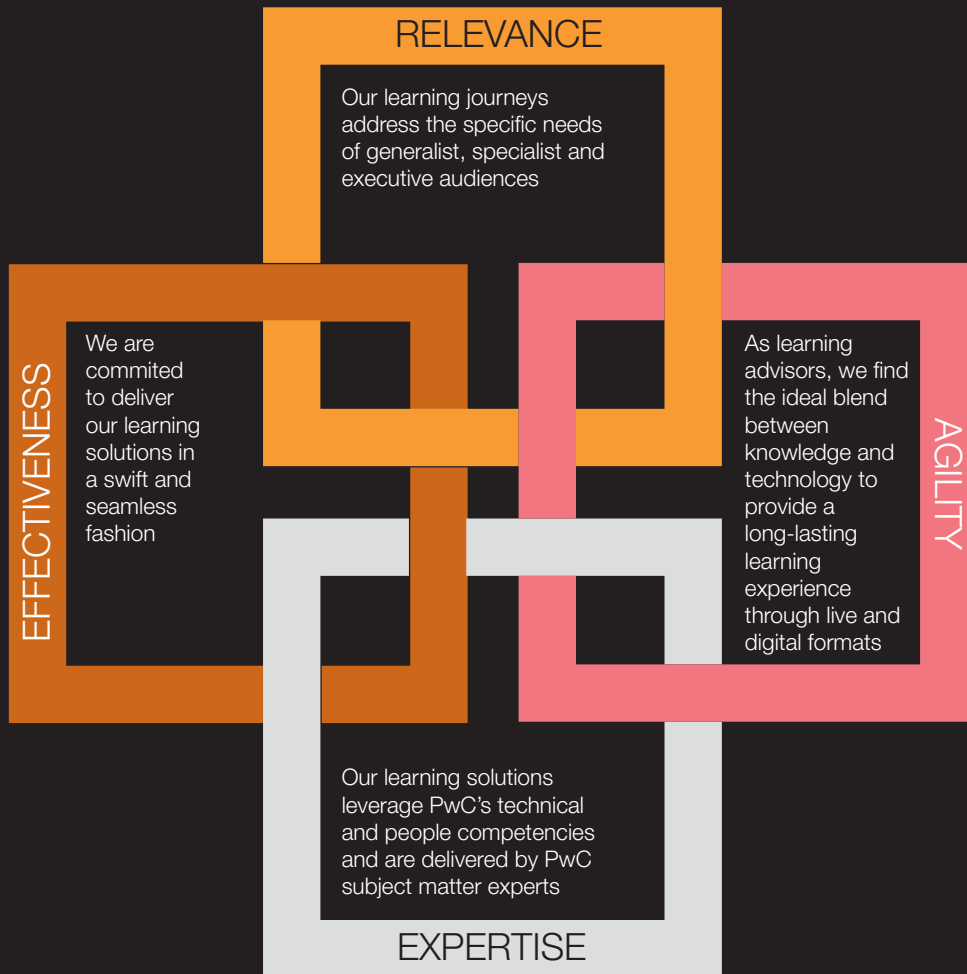 RELEVANCE
Our learning journeys
address the specific needs
of generalist, specialist and
executive audiences
EFFECTIVENESS
We are
commited
to deliver
our learning
solutions in
a swift and
seamless
fashion
As learning
advisors, we find
the ideal blend
between
knowledge and
technology to
provide a
long-lasting
learning
experience
through live and
digital formats
AGILITY
Our learning solutions
leverage PwC’s technical
and people competencies
and are delivered by PwC
subject matter experts
EXPERTISE